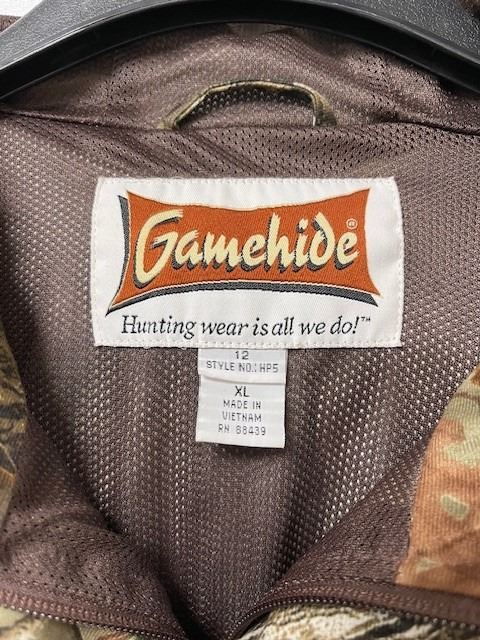 Gamehide®
Hunting wear is all we do!™
12
STYLE NO.: HP5
XL
MADE IN
VIETNAM
RN 88439